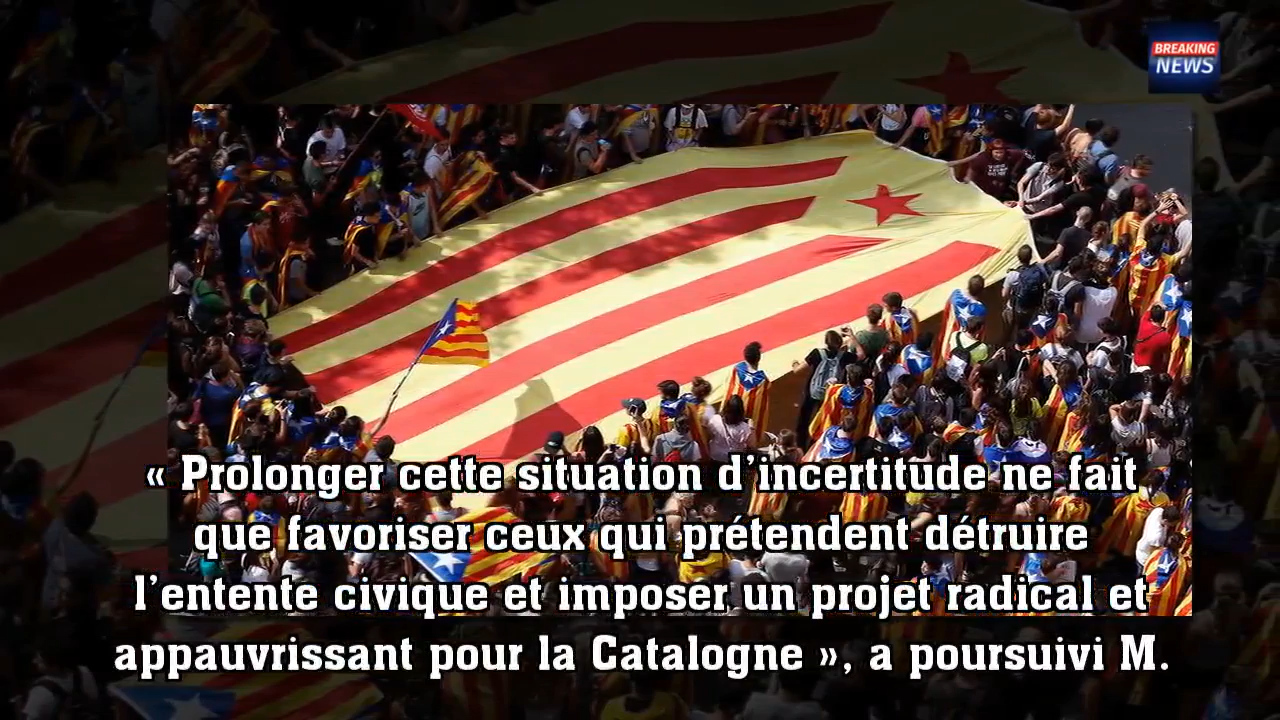 BREAKING
NEWS
« Prolonger cette situation d’incertitude ne fait
que favoriser ceux qui prétendent détruire
l’entente civique et imposer un projet radical et
appauvrissant pour la Catalogne », a poursuivi M.